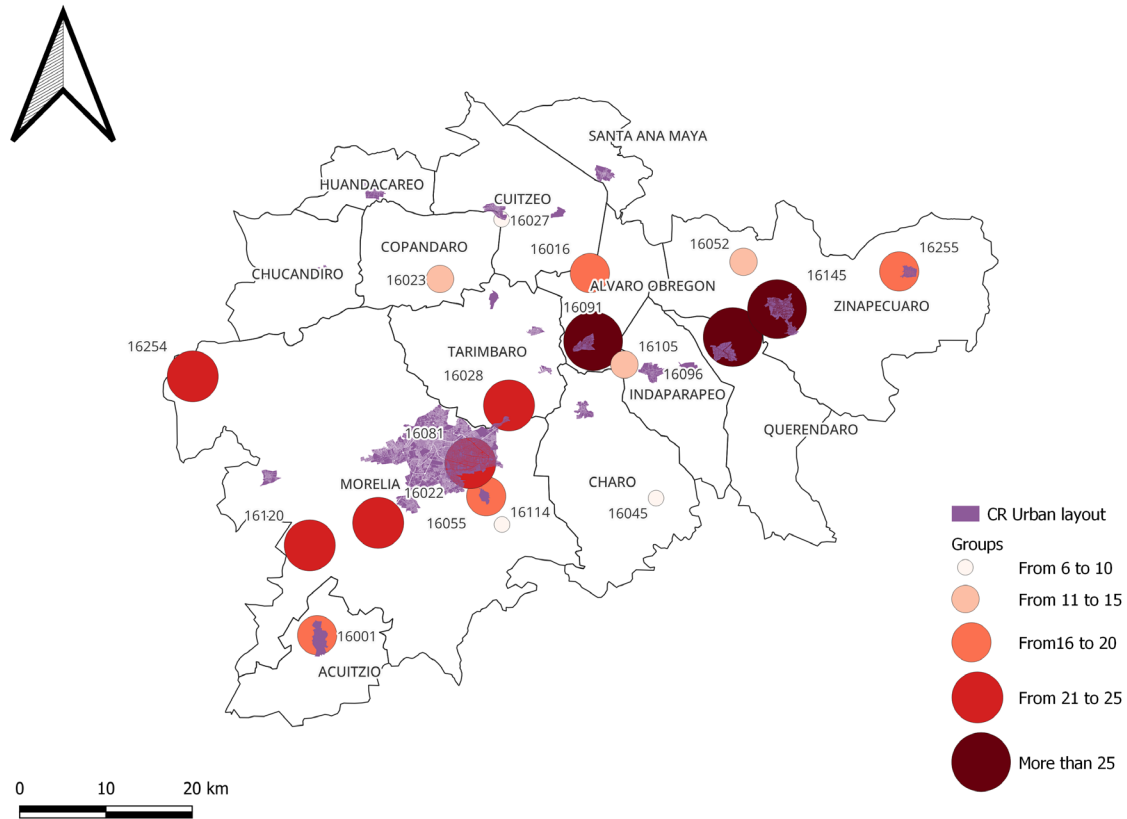 SANTA ANA MAYA
HUANDACAREO
CUITZEO
16027
COPANDARO
16016
16052
16255
CHUCANDÍRO
16023
16145
ALVARO OBREGON
ZINAPECUARO
16091
16254
TARIMBARO
16105
16028
16096
INDAPARAPEO
QUERENDARO
16081
MORELIA
16022
CHARO
16055
16114
16045
16120
16001
ACUITZIO
CR Urban layout
Groups
From 6 to 10
From 11 to 15
From16 to 20
From 21 to 25
More than 25
0 10 20 km